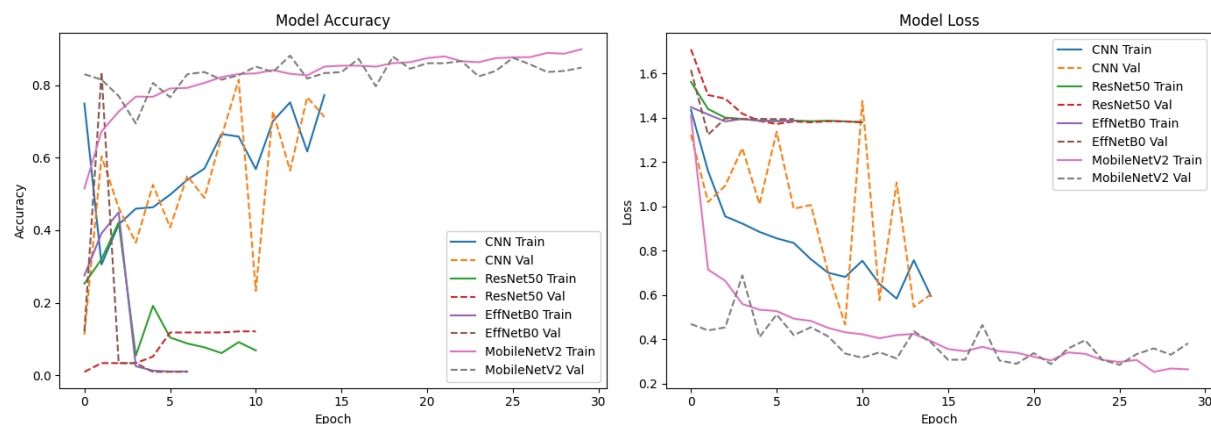 Model Accuracy
Accuracy
0.8
0.6
0.4
0.2
0.0
0
5
10
15
20
25
30
Epoch
CNN Train
CNN Val
ResNet50 Train
ResNet50 Val
EffNetB0 Train
EffNetB0 Val
MobileNetV2 Train
MobileNetV2 Val
Model Loss
Loss
1.6
1.4
1.2
1.0
0.8
0.6
0.4
0.2
0
5
10
15
20
25
30
Epoch
CNN Train
CNN Val
ResNet50 Train
ResNet50 Val
EffNetB0 Train
EffNetB0 Val
MobileNetV2 Train
MobileNetV2 Val